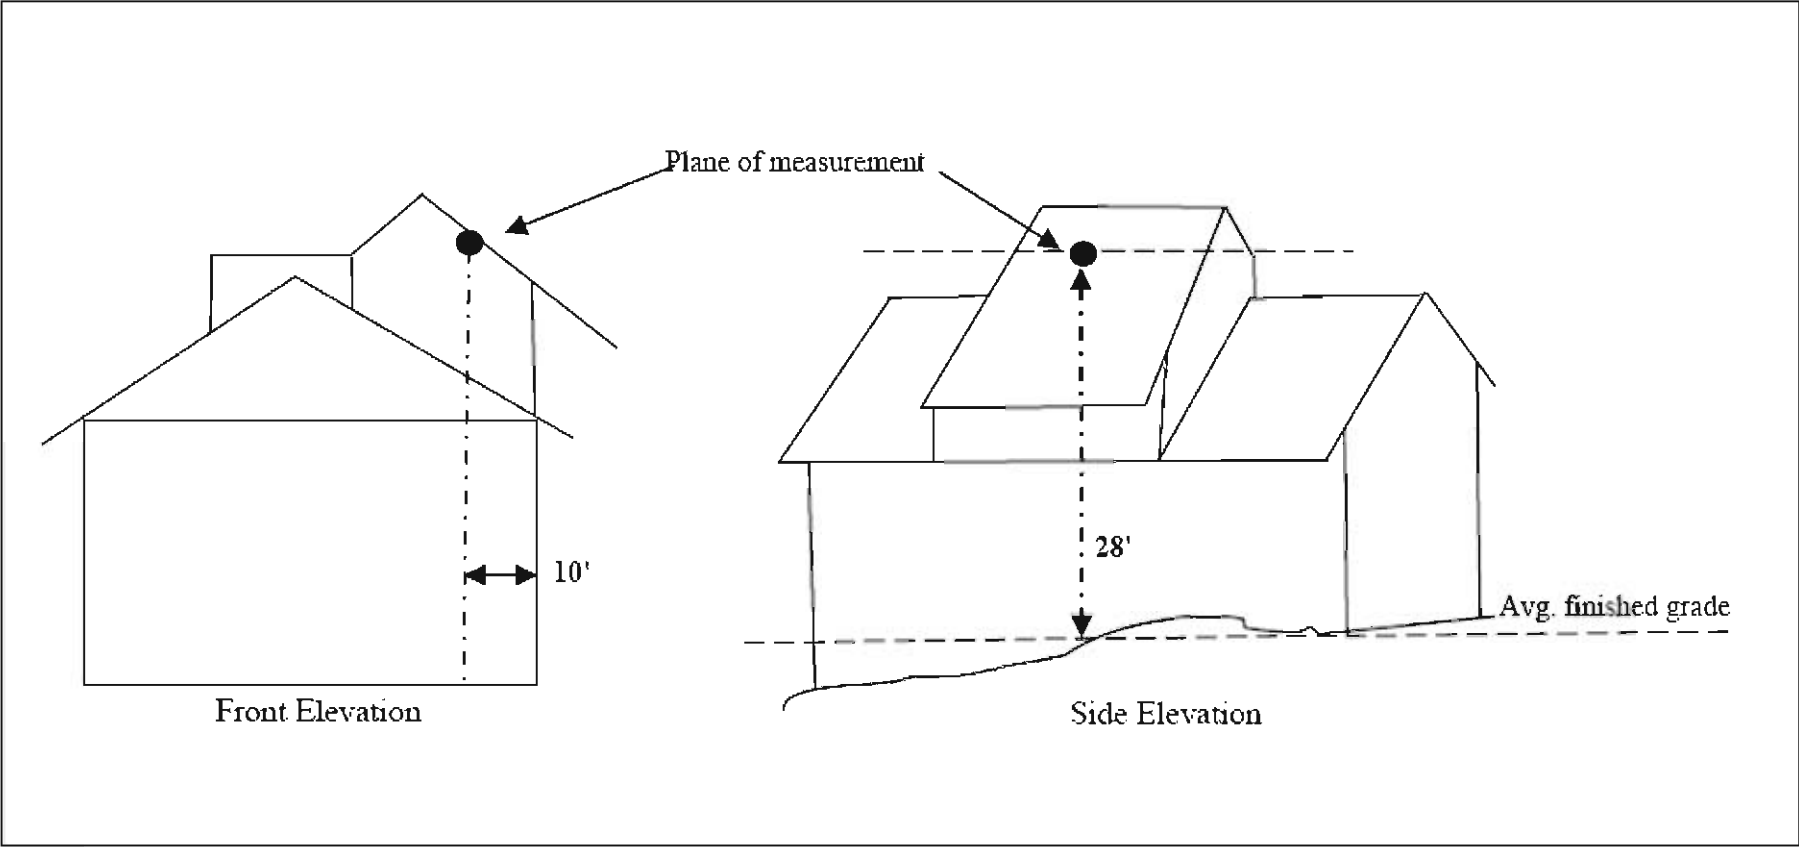 Plane of measurement
10'
28'
Avg. finished grade
Front Elevation
Side Elevation